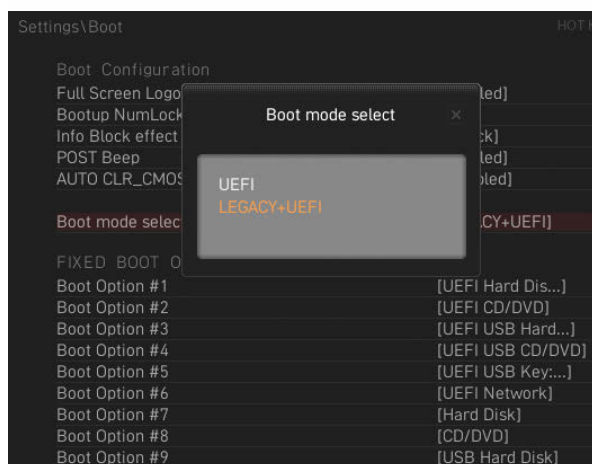 Settings\Boot HOT
Boot Configuration
Full Screen Logo led]
Bootup NumLock
Info Block effect ck]
POST Beep led]
AUTO CLR_CMOS bled]
Boot mode select
UEFI
LEGACY+UEFI
Boot mode selec CY+UEFI]
FIXED BOOT O
Boot Option #1 [UEFI Hard Dis...]
Boot Option #2 [UEFI CD/DVD]
Boot Option #3 [UEFI USB Hard...]
Boot Option #4 [UEFI USB CD/DVD]
Boot Option #5 [UEFI USB Key:...]
Boot Option #6 [UEFI Network]
Boot Option #7 [Hard Disk]
Boot Option #8 [CD/DVD]
Boot Option #9 [USB Hard Disk]